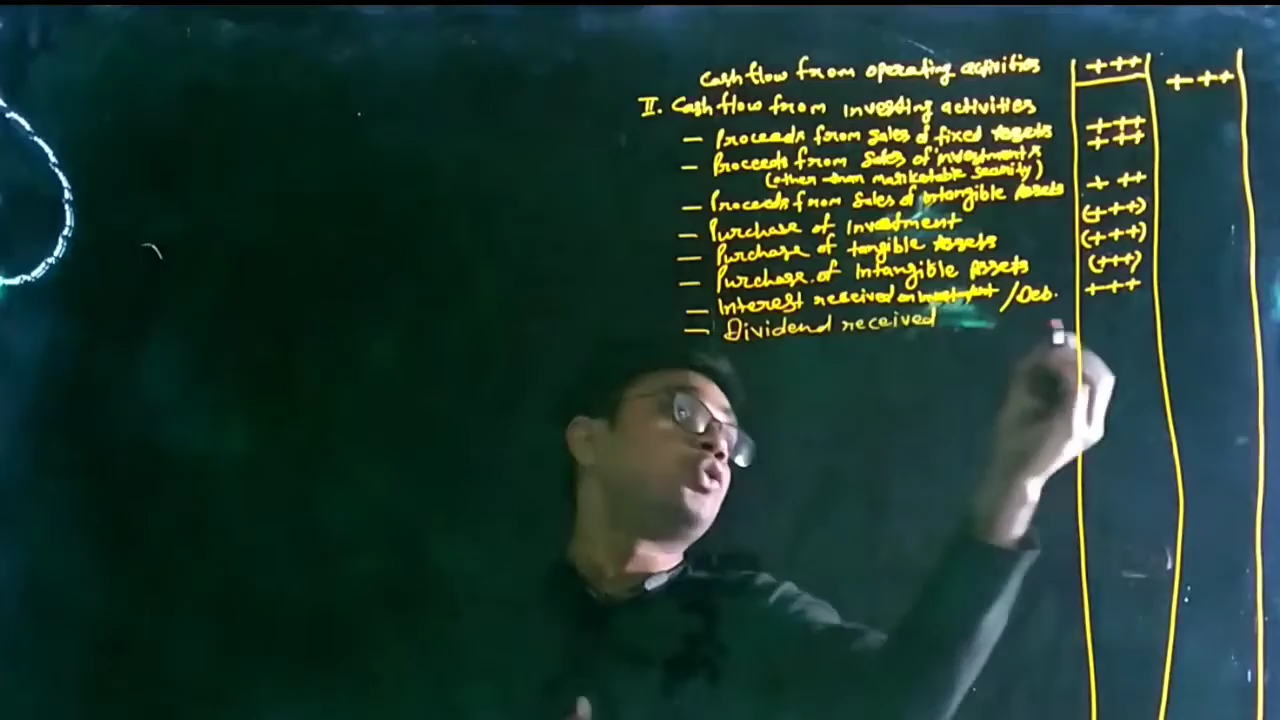 Cash flow from operating activities +++ +++
II. Cash flow from investing activities
— Proceeds from sales of fixed Assets +++
— Proceeds from sales of investments +++
(other than marketable security)
— Proceeds from sales of intangible Assets +++
— Purchase of Investment (+++)
— Purchase of tangible Assets (+++)
— Purchase of Intangible Assets (+++)
— Interest received on /Deb. +++
— Dividend received